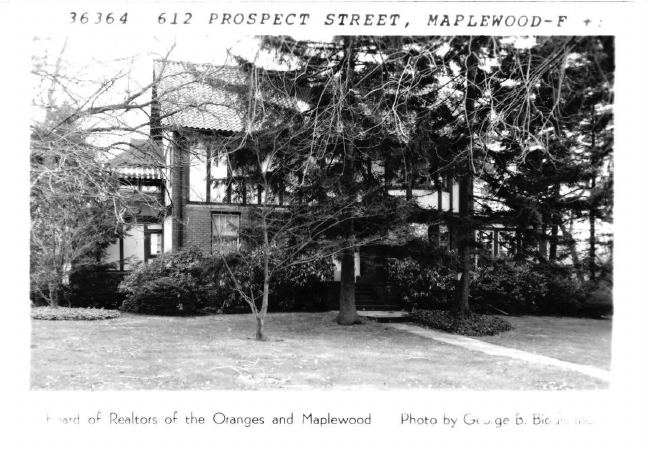 36364 612 PROSPECT STREET, MAPLEWOOD-F
of Realtors of the Oranges and Maplewood Photo by George B.